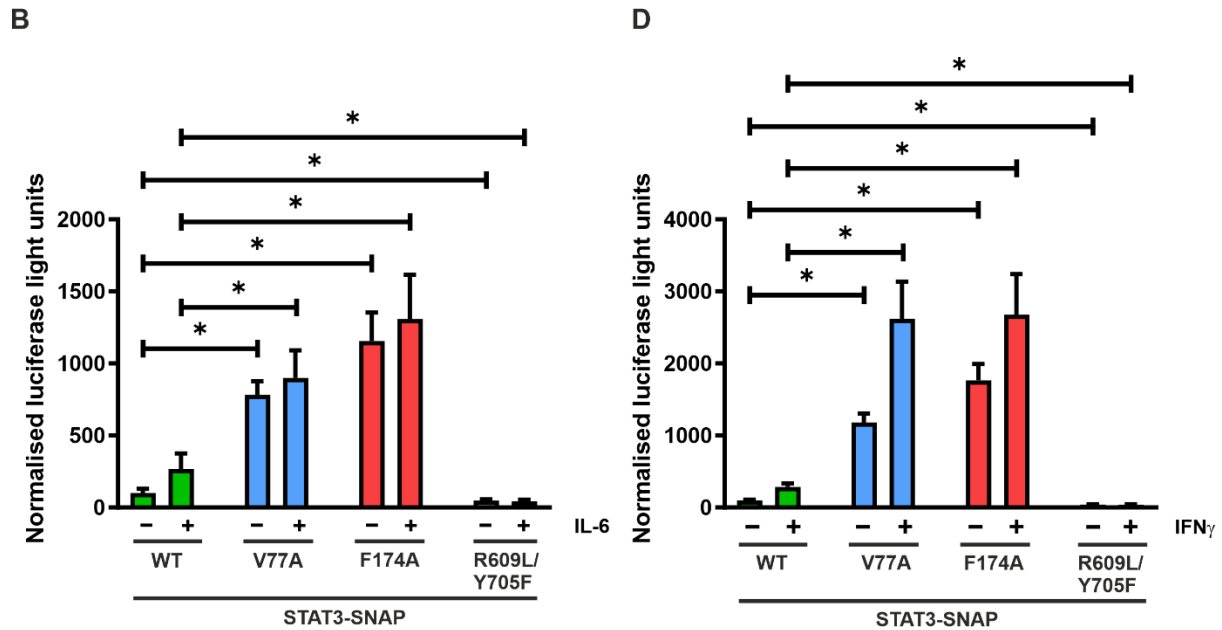 B
Normalised luciferase light units
2000
1500
1000
500
0
*
*
*
*
*
*
− + − + − + − + IL-6
WT V77A F174A R609L/
Y705F
STAT3-SNAP
D
Normalised luciferase light units
4000
3000
2000
1000
0
*
*
*
*
*
*
− + − + − + − + IFNγ
WT V77A F174A R609L/
Y705F
STAT3-SNAP